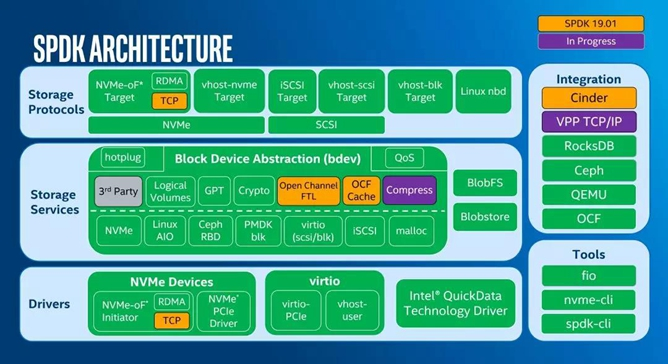 SPDK ARCHITECTURE
SPDK 19.01
In Progress
Storage
Protocols
NVMe-oF*
Target
RDMA
TCP
vhost-nvme
Target
iSCSI
Target
vhost-scsi
Target
vhost-blk
Target
Linux nbd
NVMe
SCSI
Storage
Services
hotplug
Block Device Abstraction (bdev)
QoS
3rd Party
Logical
Volumes
GPT
Crypto
Open Channel
FTL
OCF
Cache
Compress
NVMe
Linux
AIO
Ceph
RBD
PMDK
blk
virtio
(scsi/blk)
iSCSI
malloc
BlobFS
Blobstore
Drivers
NVMe Devices
NVMe-oF*
Initiator
RDMA
TCP
NVMe*
PCIe
Driver
virtio
virtio-
PCIe
vhost-
user
Intel® QuickData
Technology Driver
Integration
Cinder
VPP TCP/IP
RocksDB
Ceph
QEMU
OCF
Tools
fio
nvme-cli
spdk-cli